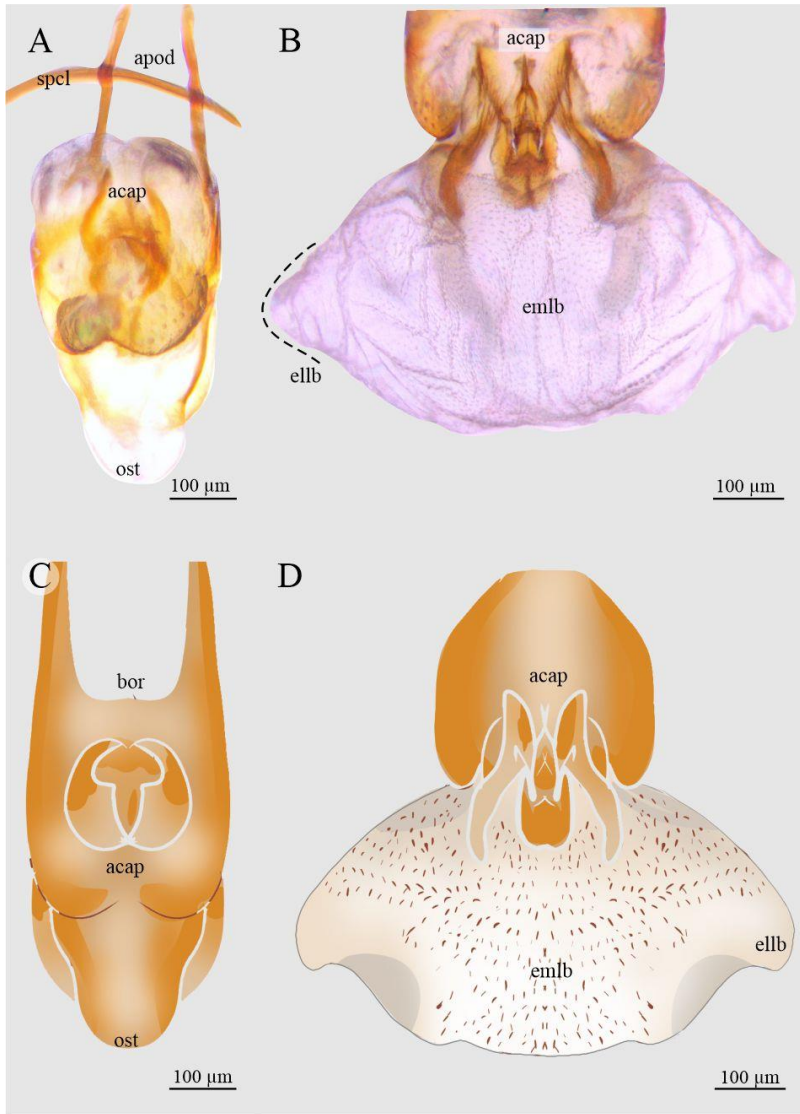 A
apod
spcl
acap
ost
100 µm
B
acap
emlb
ellb
100 µm
C
bor
acap
ost
100 µm
D
acap
ellb
emlb
100 µm